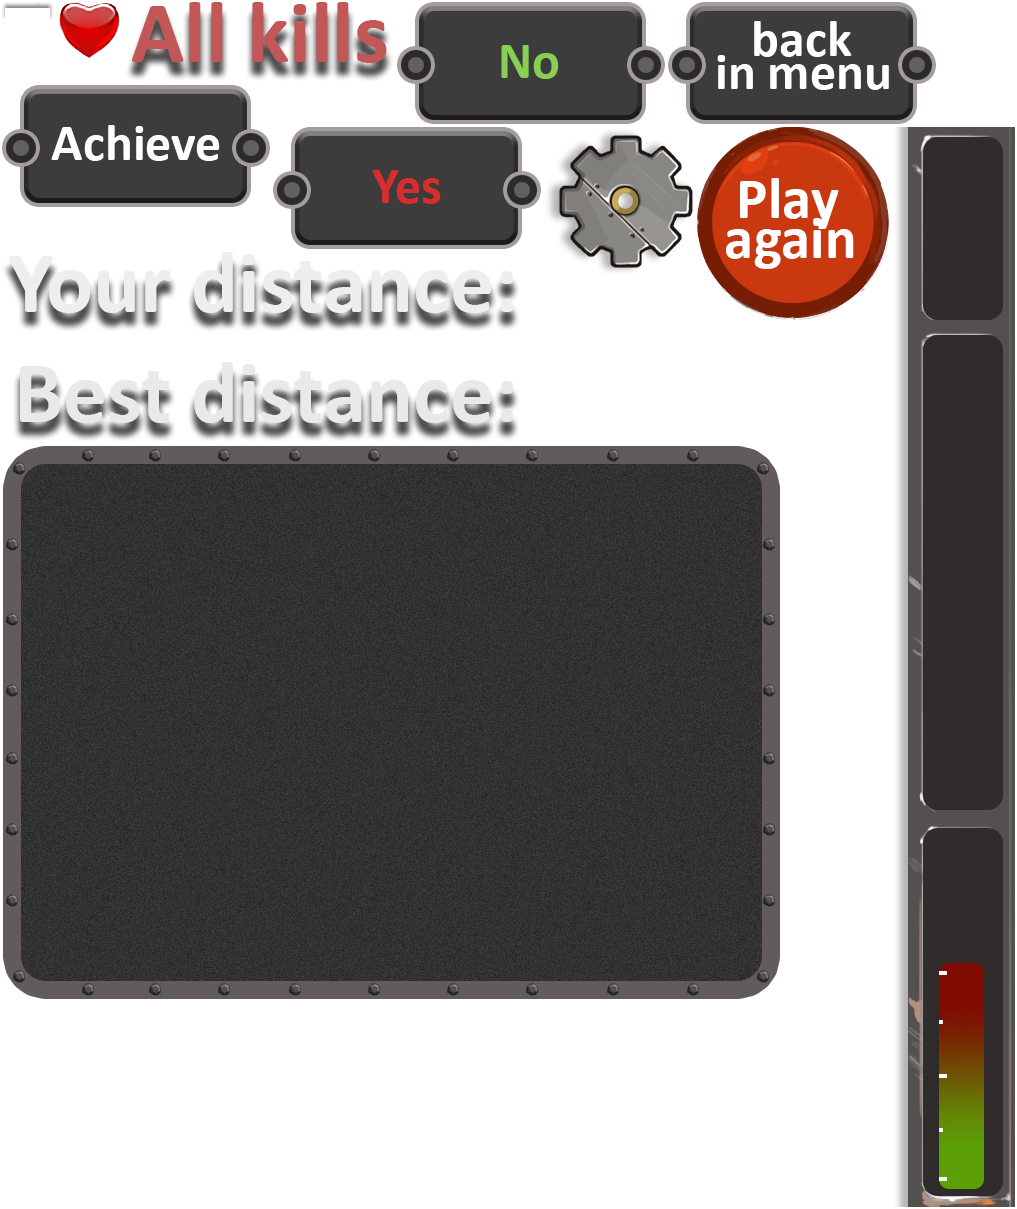 All kills
No
back
in menu
Achieve
Yes
Play
again
Your distance:
Best distance: